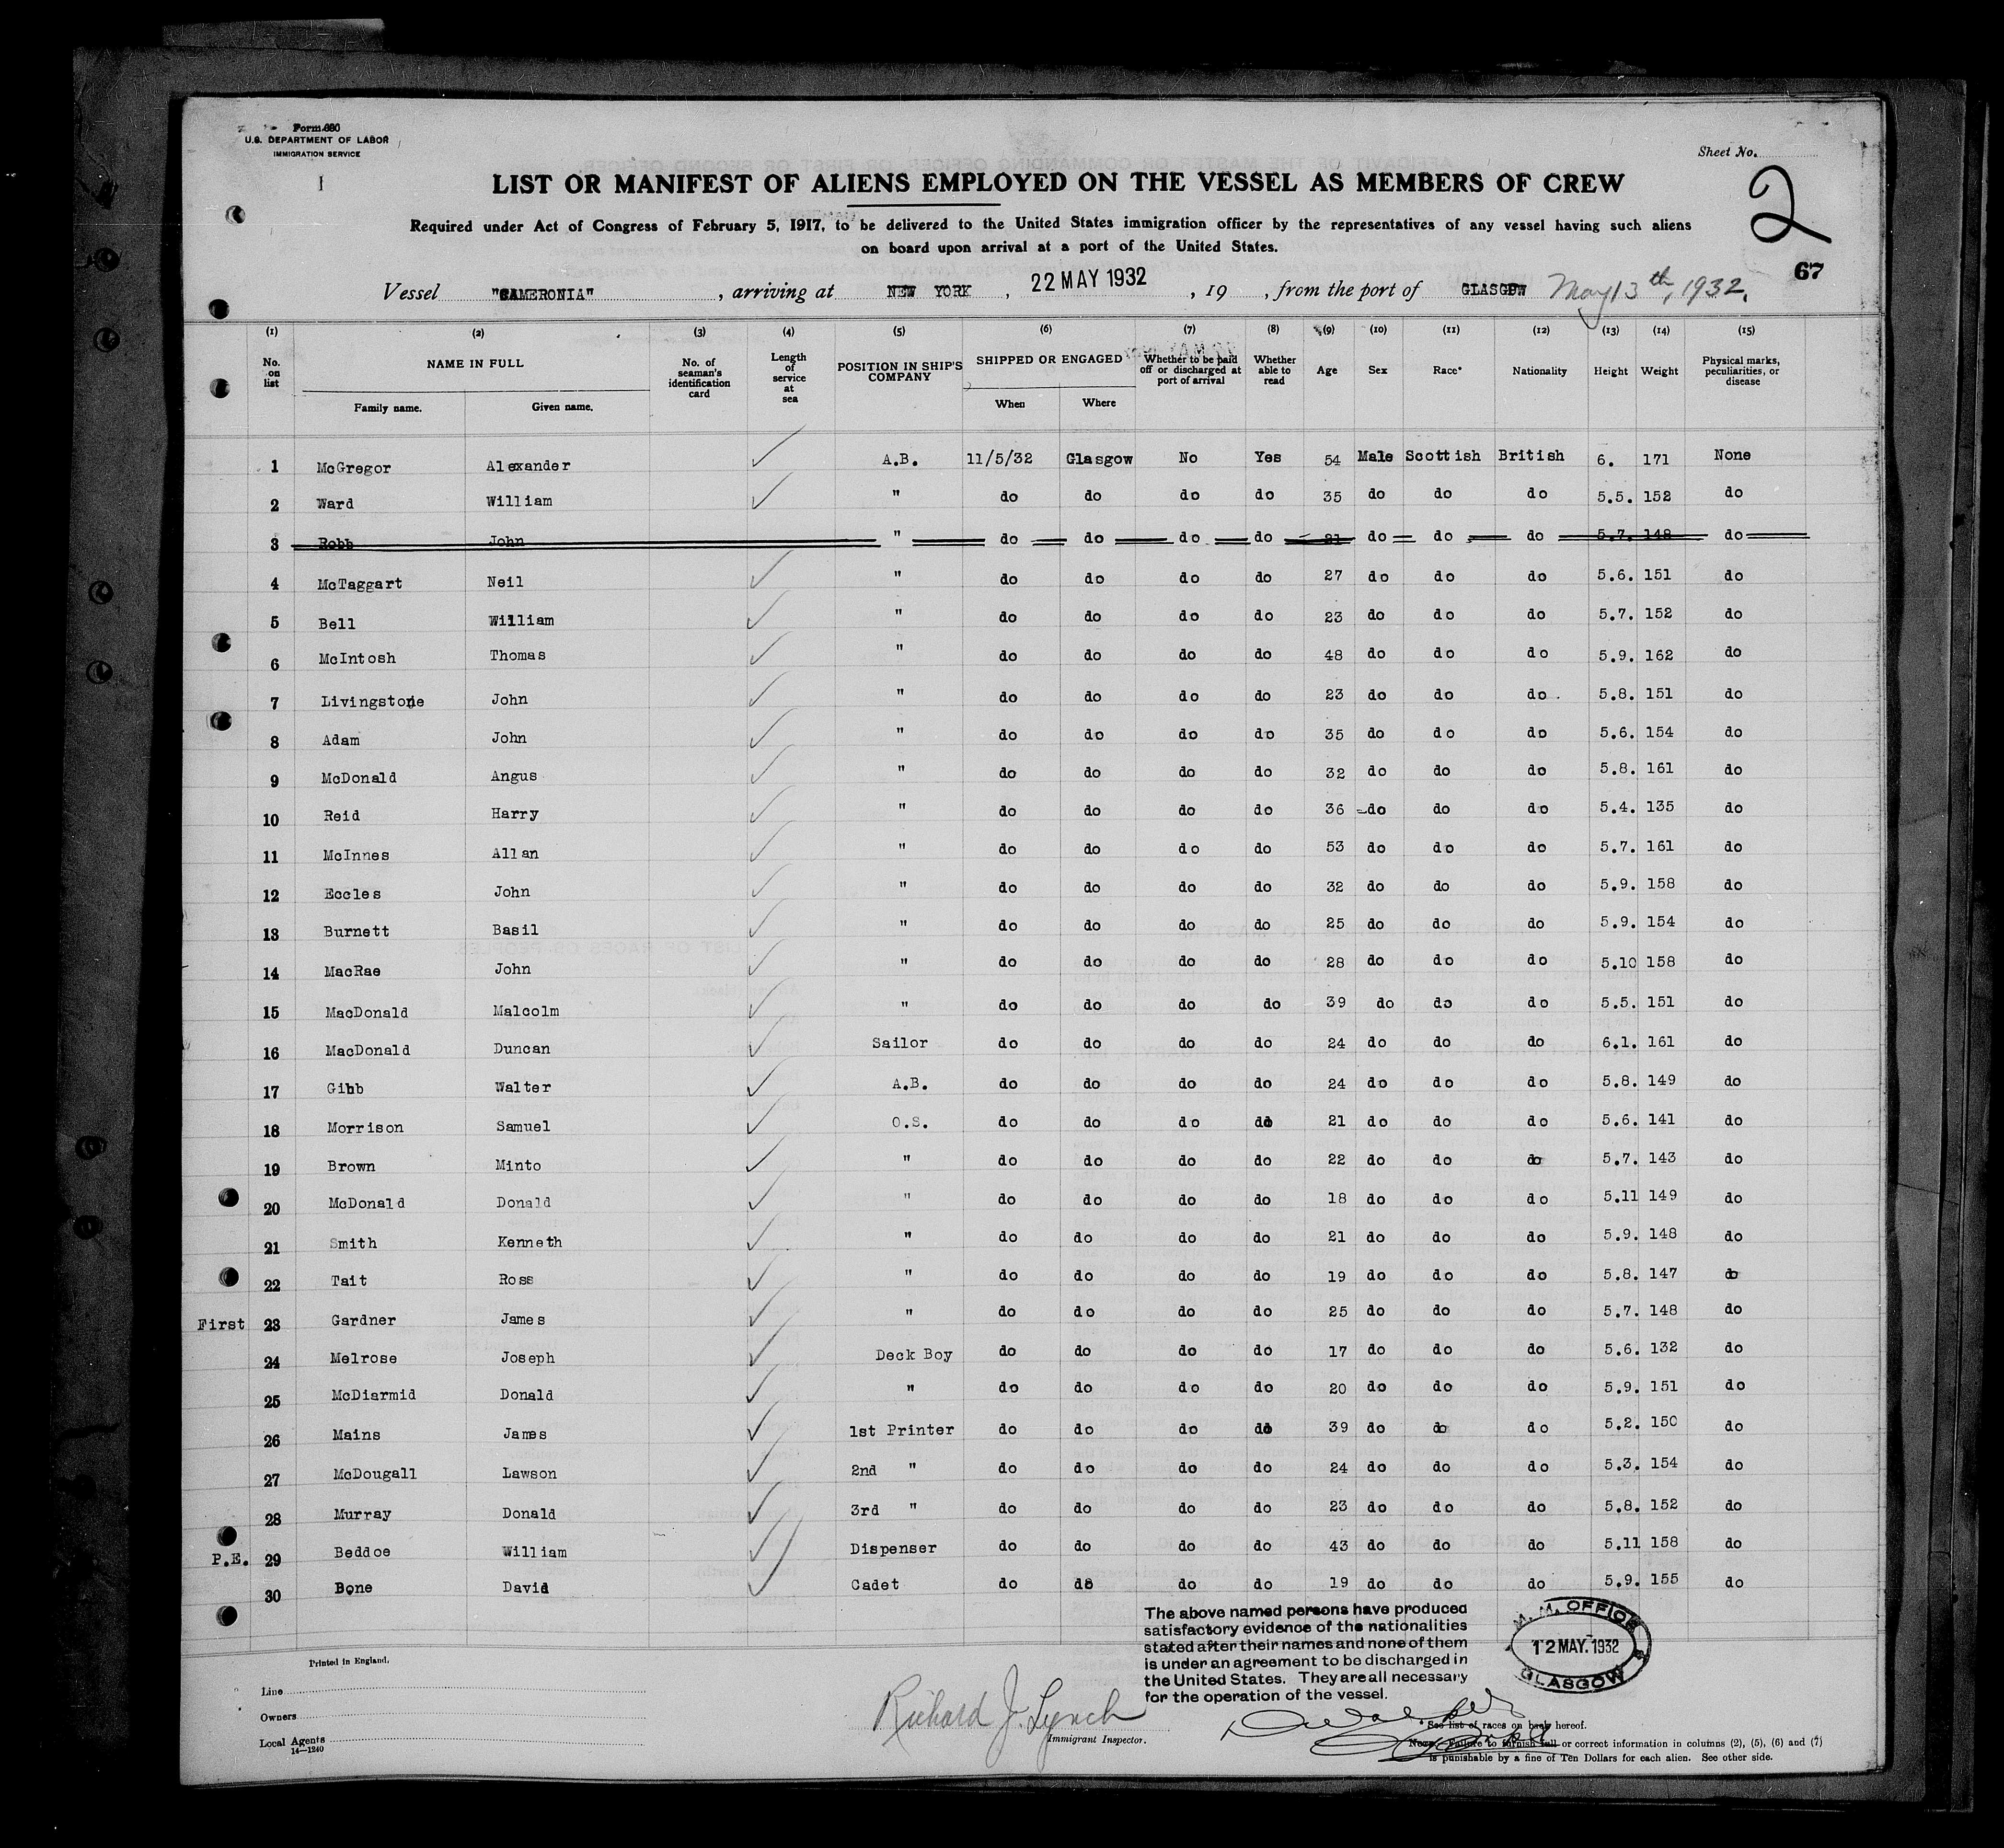 Form 680
U.S. DEPARTMENT OF LABOR
IMMIGRATION SERVICE
Sheet No.
2
LIST OR MANIFEST OF ALIENS EMPLOYED ON THE VESSEL AS MEMBERS OF CREW
Required under Act of Congress of February 5, 1917, to be delivered to the United States immigration officer by the representatives of any vessel having such aliens
on board upon arrival at a port of the United States.
67
Vessel "CAMERONIA", arriving at NEW YORK, 22 MAY 1932, 19 , from the port of GLASGOW May 13th, 1932.
(1) (2) (3) (4) (5) (6) (7) (8) (9) (10) (11) (12) (13) (14) (15)
No. on list NAME IN FULL Family name. Given name. No. of seaman's identification card Length of service at sea POSITION IN SHIP'S COMPANY SHIPPED OR ENGAGED When Where Whether to be paid off or discharged at port of arrival Whether able to read Age Sex Race* Nationality Height Weight Physical marks, peculiarities, or disease
1 McGregor Alexander A.B. 11/5/32 Glasgow No Yes 54 Male Scottish British 6. 171 None
2 Ward William " do do do do 35 do do do 5.5. 152 do
3 Robb John " do do do do 21 do do do 5.7. 148 do
4 McTaggart Neil " do do do do 27 do do do 5.6. 151 do
5 Bell William " do do do do 23 do do do 5.7. 152 do
6 McIntosh Thomas " do do do do 48 do do do 5.9. 162 do
7 Livingstone John " do do do do 23 do do do 5.8. 151 do
8 Adam John " do do do do 35 do do do 5.6. 154 do
9 McDonald Angus " do do do do 32 do do do 5.8. 161 do
10 Reid Harry " do do do do 36 do do do 5.4. 135 do
11 McInnes Allan " do do do do 53 do do do 5.7. 161 do
12 Eccles John " do do do do 32 do do do 5.9. 158 do
13 Burnett Basil " do do do do 25 do do do 5.9. 154 do
14 MacRae John " do do do do 28 do do do 5.10 158 do
15 MacDonald Malcolm " do do do do 39 do do do 5.5. 151 do
16 MacDonald Duncan Sailor do do do do 24 do do do 6.1. 161 do
17 Gibb Walter A.B. do do do do 24 do do do 5.8. 149 do
18 Morrison Samuel O.S. do do do do 21 do do do 5.6. 141 do
19 Brown Minto " do do do do 22 do do do 5.7. 143 do
20 McDonald Donald " do do do do 18 do do do 5.11 149 do
21 Smith Kenneth " do do do do 21 do do do 5.9. 148 do
22 Tait Ross " do do do do 19 do do do 5.8. 147 do
First 23 Gardner James " do do do do 25 do do do 5.7. 148 do
24 Melrose Joseph Deck Boy do do do do 17 do do do 5.6. 132 do
25 McDiarmid Donald " do do do do 20 do do do 5.9. 151 do
26 Mains James 1st Printer do do do do 39 do do do 5.2. 150 do
27 McDougall Lawson 2nd " do do do do 24 do do do 5.3. 154 do
28 Murray Donald 3rd " do do do do 23 do do do 5.8. 152 do
P.E. 29 Beddoe William Dispenser do do do do 43 do do do 5.11 158 do
30 Bone David Cadet do do do do 19 do do do 5.9. 155 do
The above named persons have produced
satisfactory evidence of the nationalities
stated after their names and none of them
is under an agreement to be discharged in
the United States. They are all necessary
for the operation of the vessel.
M. M. OFFICE
12 MAY. 1932
GLASGOW
Printed in England.
Line
Owners
Local Agents
14—1240
Richard J. Lynch
Immigrant Inspector.
* See list of races on back hereof.
NOTE.—Failure to furnish full or correct information in columns (2), (5), (6) and (7)
is punishable by a fine of Ten Dollars for each alien. See other side.